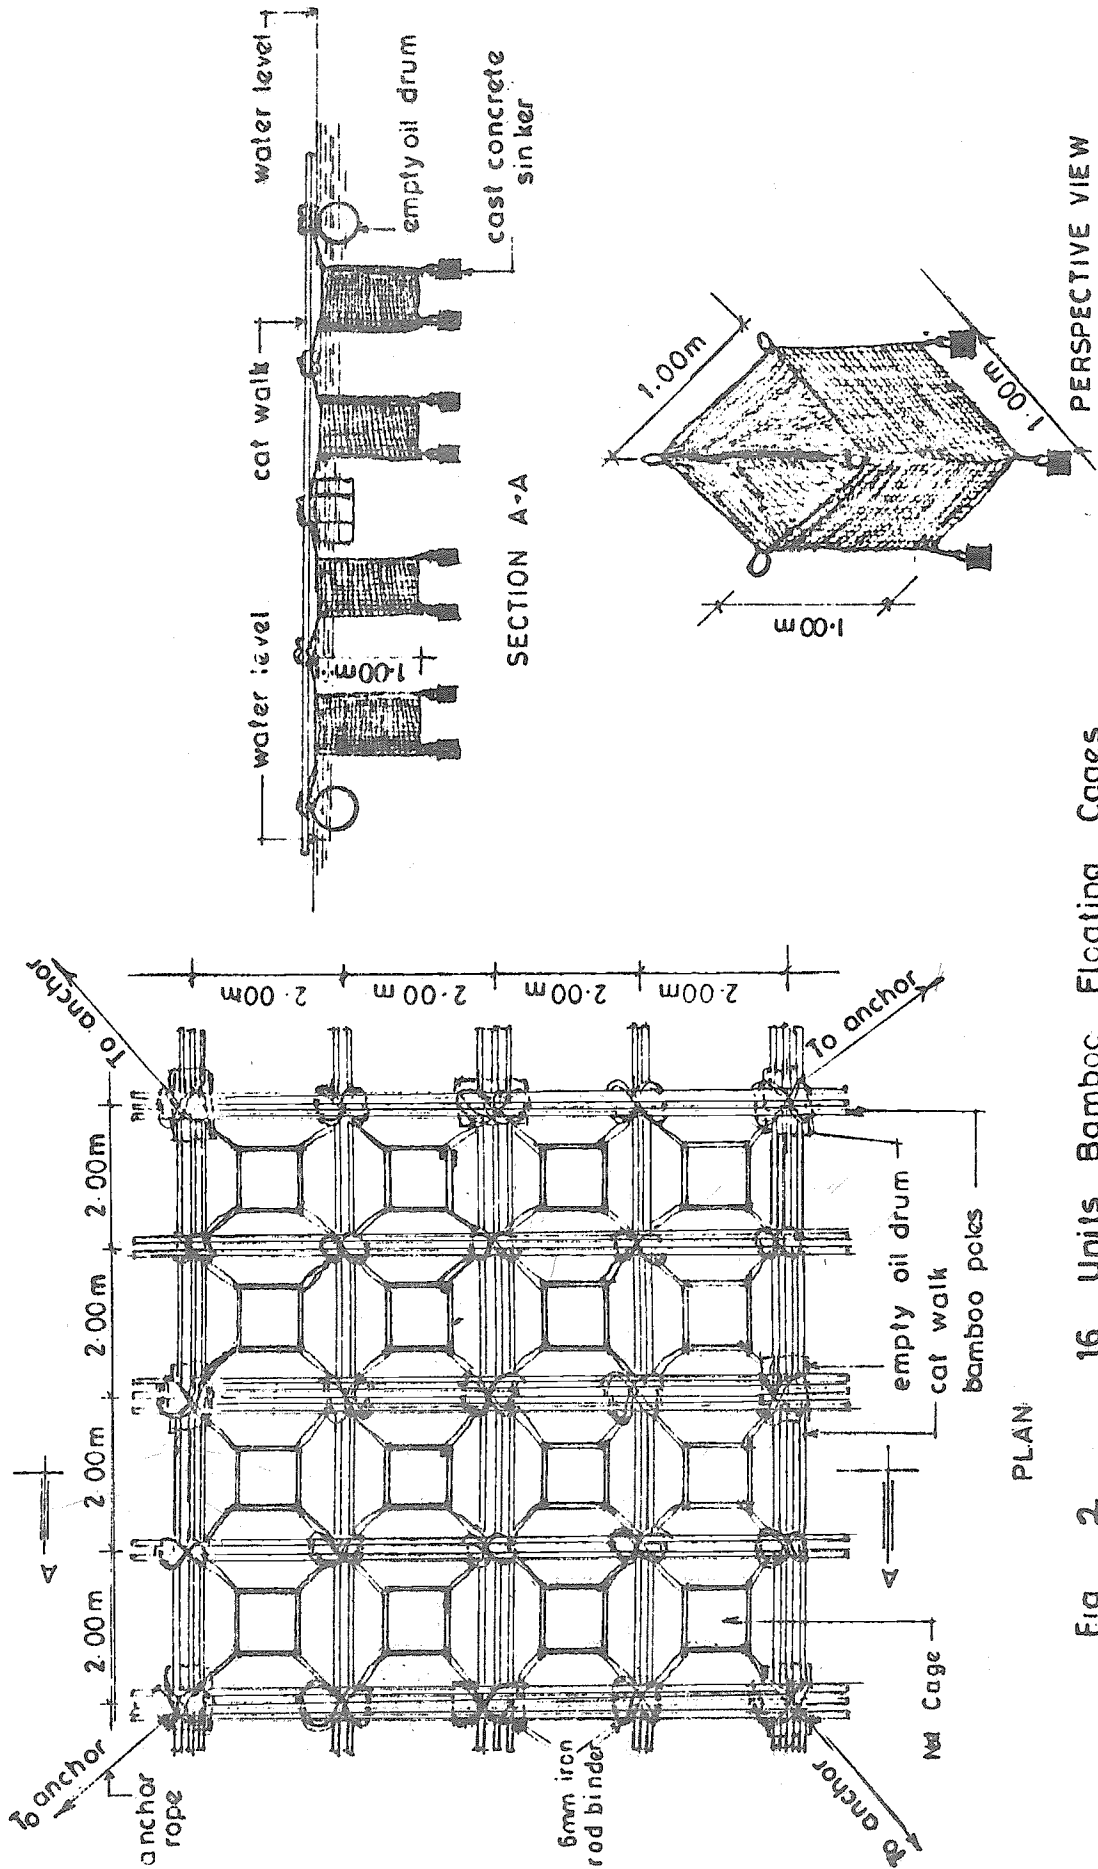 To anchor
anchor
rope
2.00m
2.00m
2.00m
2.00m
To anchor
2.00m
2.00m
2.00m
2.00m
A
A
6mm iron
rod binder
To anchor
To anchor
Net Cage
empty oil drum
cat walk
bamboo poles
PLAN
water level
cat walk
water level
1.00m
empty oil drum
cast concrete
sinker
SECTION A-A
1.00m
1.00m
1.00m
PERSPECTIVE VIEW
Fig 2 16 Units Bamboo Floating Cages